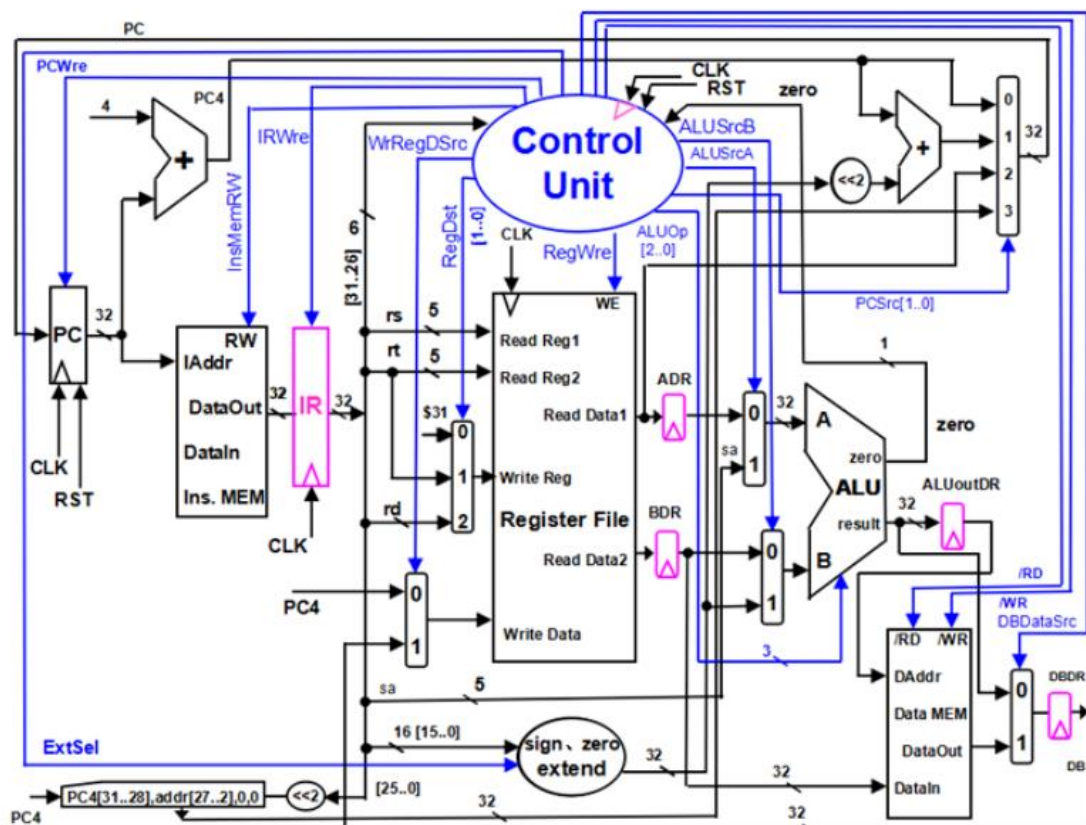 PC
PCWre
4
PC4
+
IRWre
InsMemRW
6
[31..26]
WrRegDSrc
RegDst
[1..0]
Control
Unit
CLK
RST
zero
ALUSrcB
ALUSrcA
ALUOp
[2..0]
RegWre
CLK
<<2
+
0
1
2
3
32
PCSrc[1..0]
PC
32
CLK
RST
RW
IAddr
DataOut
DataIn
Ins. MEM
32
IR
32
CLK
rs
5
rt
5
$31
0
1
2
rd
WE
Read Reg1
Read Reg2
Read Data1
Write Reg
Register File
Read Data2
Write Data
PC4
0
1
ADR
BDR
sa
0
1
32
0
1
A
B
zero
ALU
result
1
zero
32
ALUoutDR
3
/RD
/WR
DBDataSrc
/RD
/WR
DAddr
Data MEM
DataOut
DataIn
0
1
DBDR
DB
sa
5
16 [15..0]
sign、zero
extend
32
ExtSel
[25..0]
PC4
PC4[31..28],addr[27..2],0,0
<<2
32
32
32